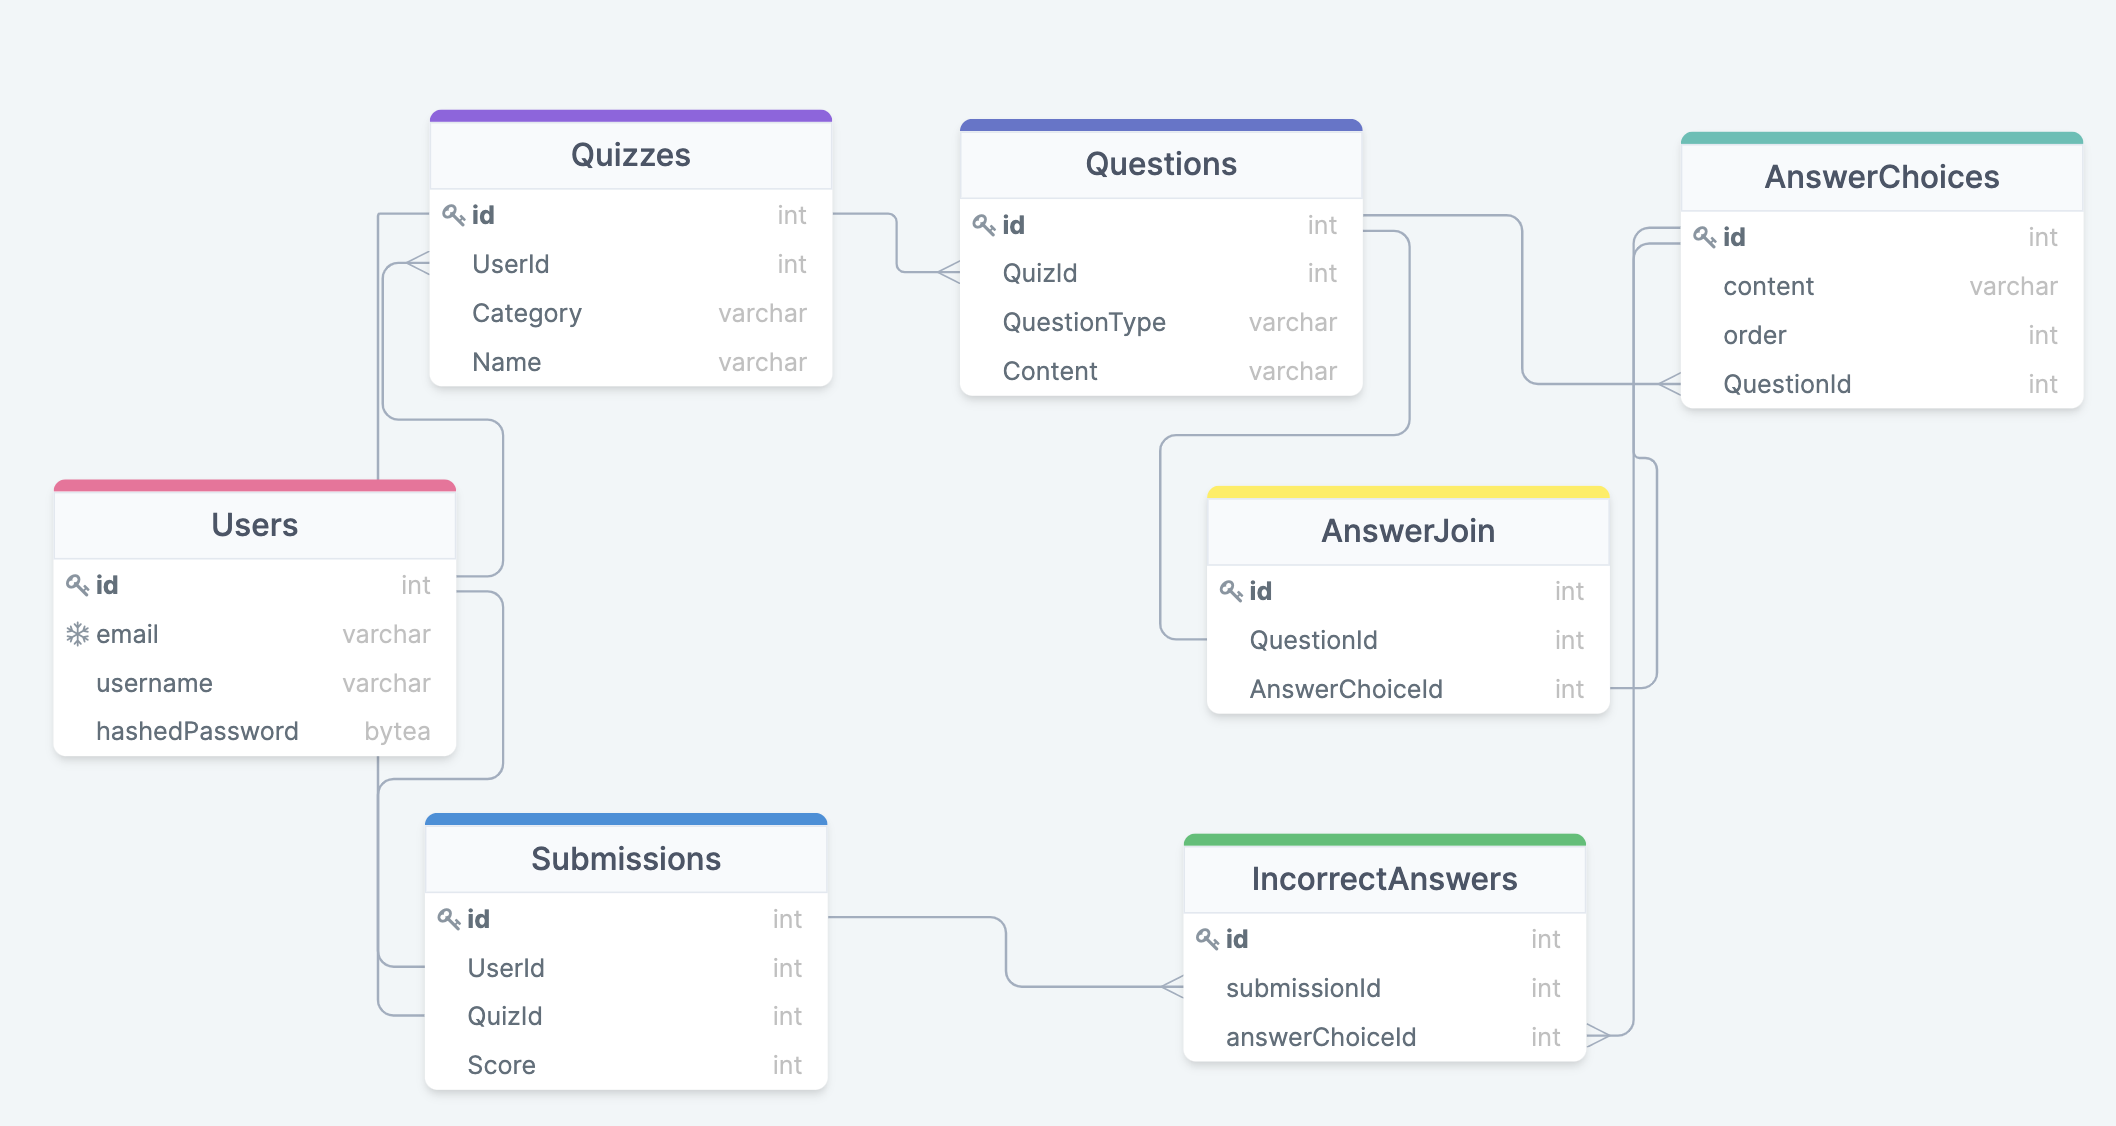 Quizzes
id int
UserId int
Category varchar
Name varchar
Questions
id int
QuizId int
QuestionType varchar
Content varchar
AnswerChoices
id int
content varchar
order int
QuestionId int
Users
id int
email varchar
username varchar
hashedPassword bytea
AnswerJoin
id int
QuestionId int
AnswerChoiceId int
Submissions
id int
UserId int
QuizId int
Score int
IncorrectAnswers
id int
submissionId int
answerChoiceId int